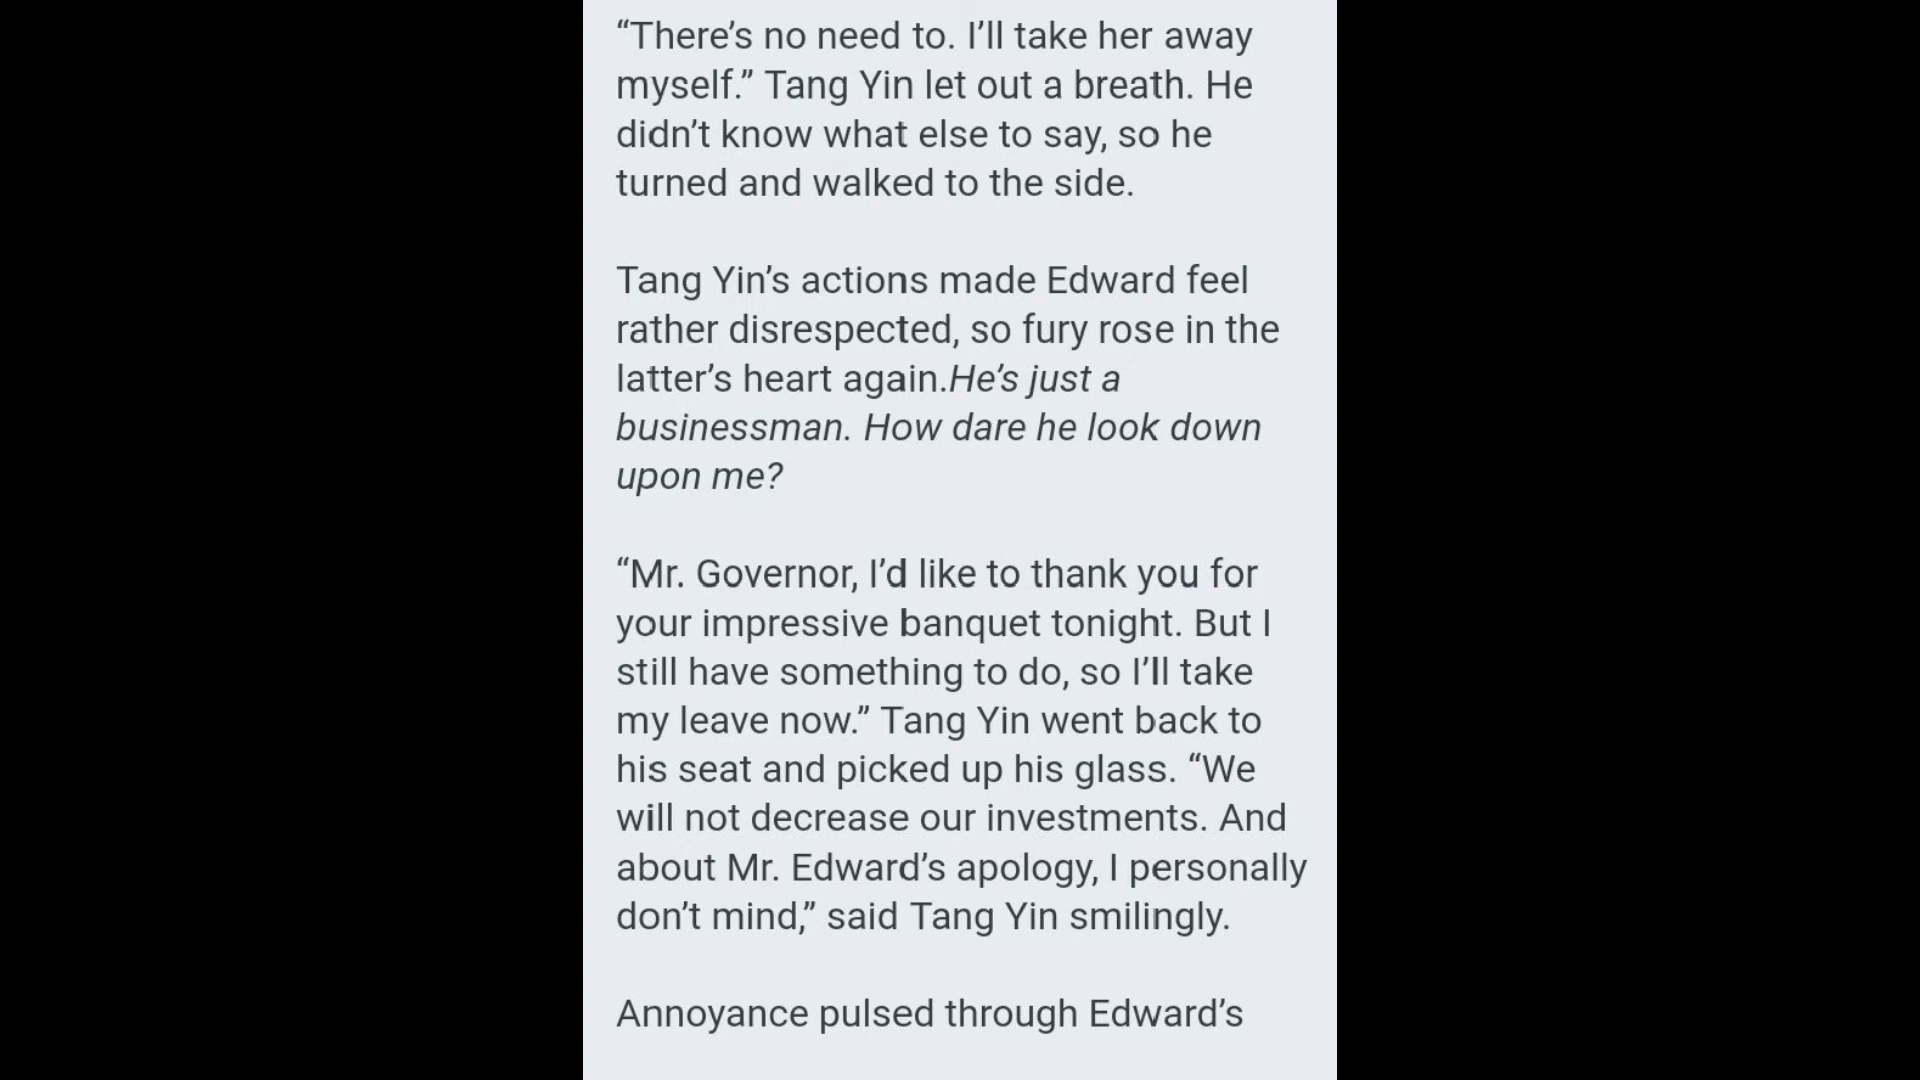 “There’s no need to. I’ll take her away
myself.” Tang Yin let out a breath. He
didn’t know what else to say, so he
turned and walked to the side.
Tang Yin’s actions made Edward feel
rather disrespected, so fury rose in the
latter’s heart again.He’s just a
businessman. How dare he look down
upon me?
“Mr. Governor, I’d like to thank you for
your impressive banquet tonight. But I
still have something to do, so I’ll take
my leave now.” Tang Yin went back to
his seat and picked up his glass. “We
will not decrease our investments. And
about Mr. Edward’s apology, I personally
don’t mind,” said Tang Yin smilingly.
Annoyance pulsed through Edward’s